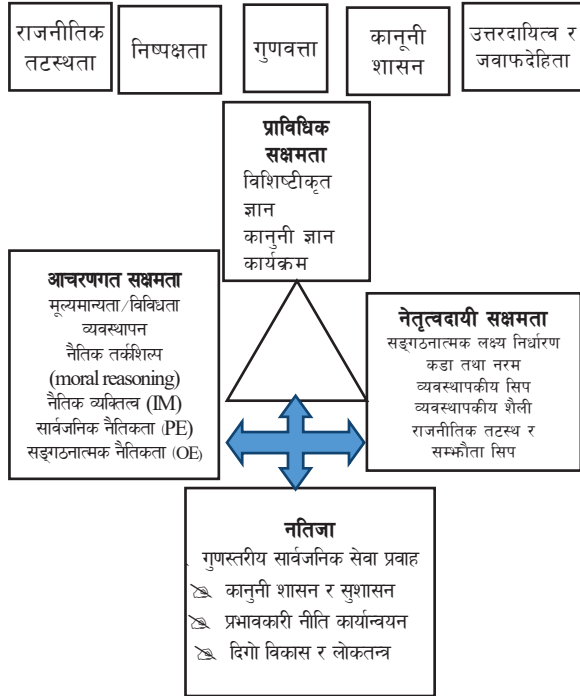 राजनीतिक
तटस्थता
निष्पक्षता
गुणवत्ता
कानूनी
शासन
उत्तरदायित्व र
जवाफदेहिता
प्राविधिक
सक्षमता
विशिष्टीकृत
ज्ञान
कानुनी ज्ञान
कार्यक्रम
आचरणगत सक्षमता
मूल्यमान्यता/विविधता
व्यवस्थापन
नैतिक तर्कशिल्प
(moral reasoning)
नैतिक व्यक्तित्व (IM)
सार्वजनिक नैतिकता (PE)
सङ्गठनात्मक नैतिकता (OE)
नेतृत्वदायी सक्षमता
सङ्गठनात्मक लक्ष्य निर्धारण
कडा तथा नरम
व्यवस्थापकीय सिप
व्यवस्थापकीय शैली
राजनीतिक तटस्थ र
सम्झौता सिप
नतिजा
गुणस्तरीय सार्वजनिक सेवा प्रवाह
कानुनी शासन र सुशासन
प्रभावकारी नीति कार्यान्वयन
दिगो विकास र लोकतन्त्र